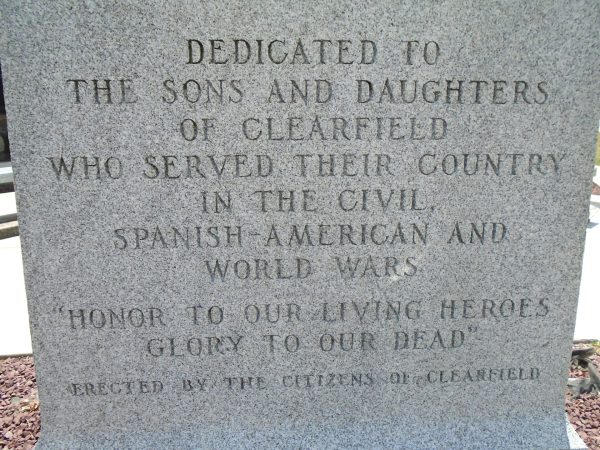 DEDICATED TO
THE SONS AND DAUGHTERS
OF CLEARFIELD
WHO SERVED THEIR COUNTRY
IN THE CIVIL,
SPANISH-AMERICAN AND
WORLD WARS
"HONOR TO OUR LIVING HEROES
GLORY TO OUR DEAD"
ERECTED BY THE CITIZENS OF CLEARFIELD